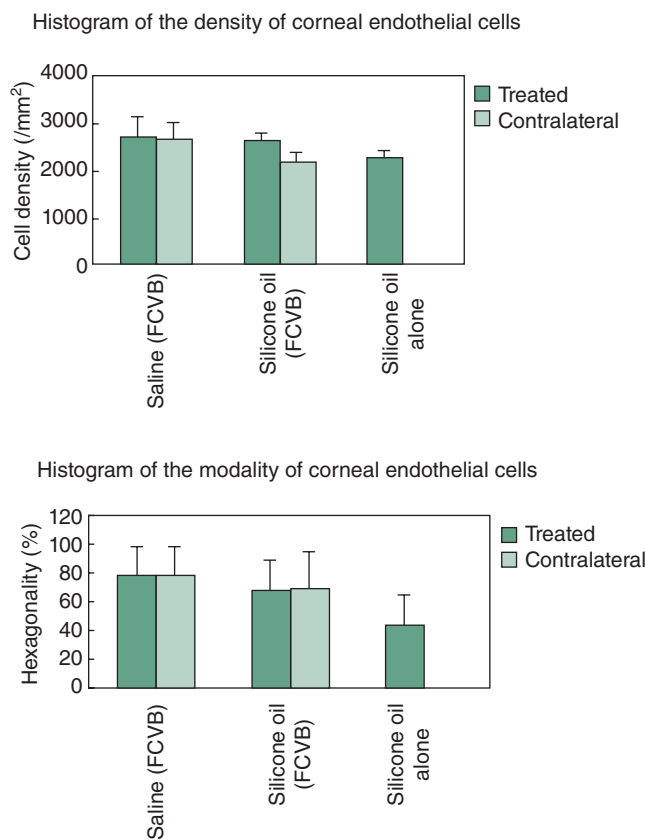 Histogram of the density of corneal endothelial cells
4000
3000
2000
1000
0
Cell density (/mm²)
Treated
Contralateral
Saline (FCVB)
Silicone oil
(FCVB)
Silicone oil
alone
Histogram of the modality of corneal endothelial cells
120
100
80
60
40
20
0
Hexagonality (%)
Treated
Contralateral
Saline (FCVB)
Silicone oil
(FCVB)
Silicone oil
alone